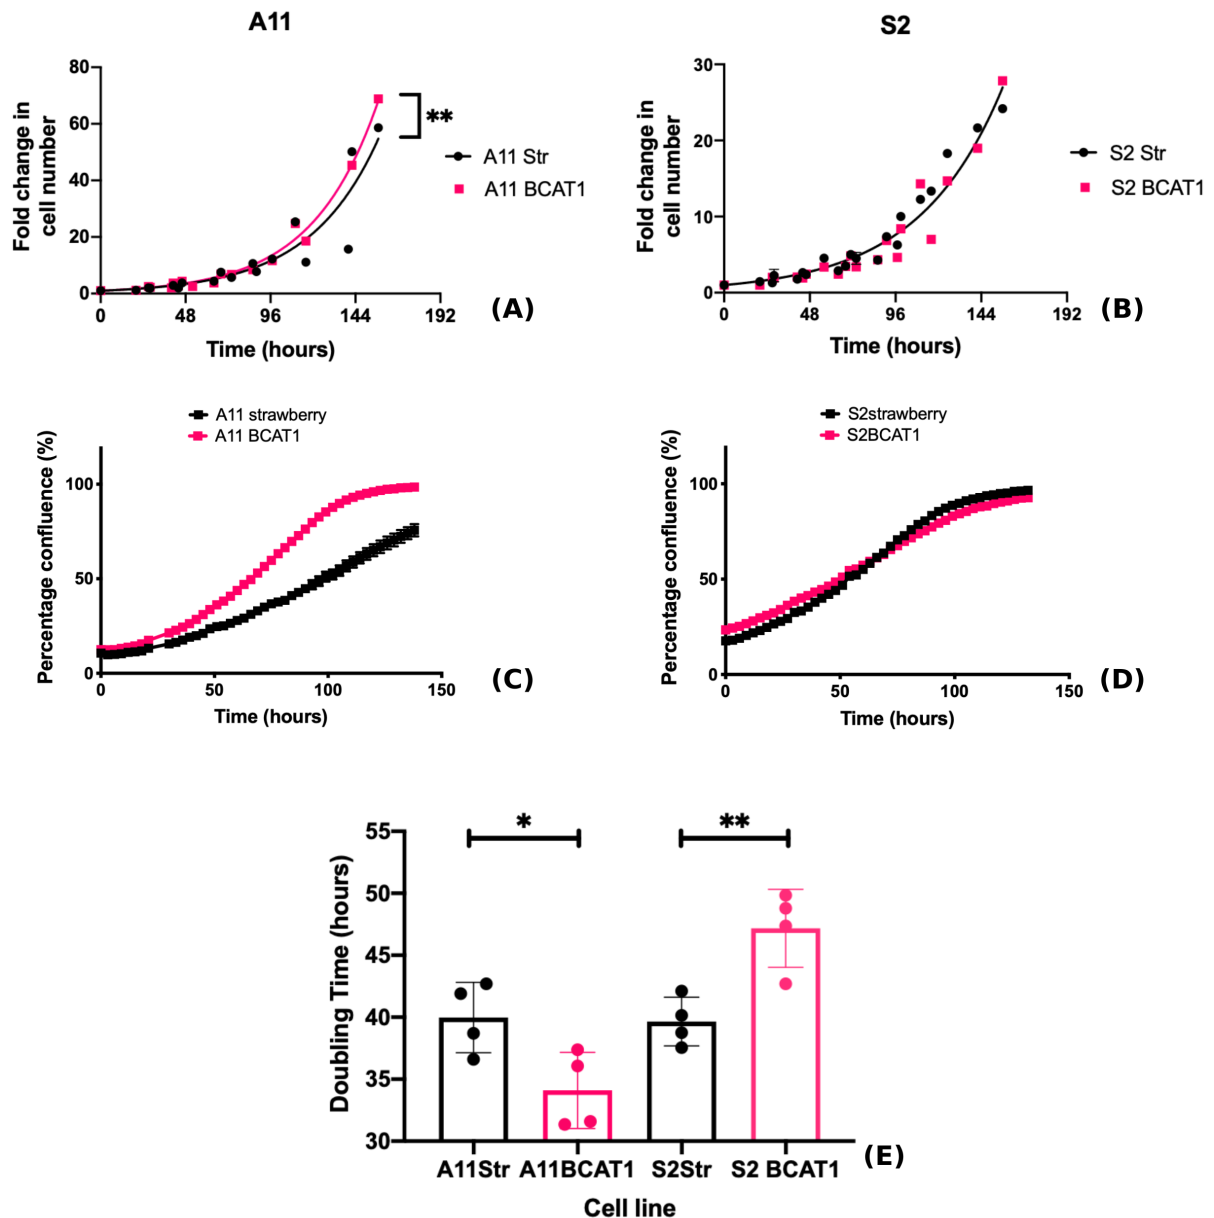 A11
Fold change in
cell number
80
60
40
20
0
0 48 96 144 192
Time (hours)
**
A11 Str
A11 BCAT1
(A)
S2
Fold change in
cell number
30
20
10
0
0 48 96 144 192
Time (hours)
S2 Str
S2 BCAT1
(B)
A11 strawberry
A11 BCAT1
Percentage confluence (%)
100
50
0
0 50 100 150
Time (hours)
(C)
S2strawberry
S2BCAT1
Percentage confluence (%)
100
50
0
0 50 100 150
Time (hours)
(D)
Doubling Time (hours)
55
50
45
40
35
30
* **
A11Str A11BCAT1 S2Str S2 BCAT1
Cell line
(E)